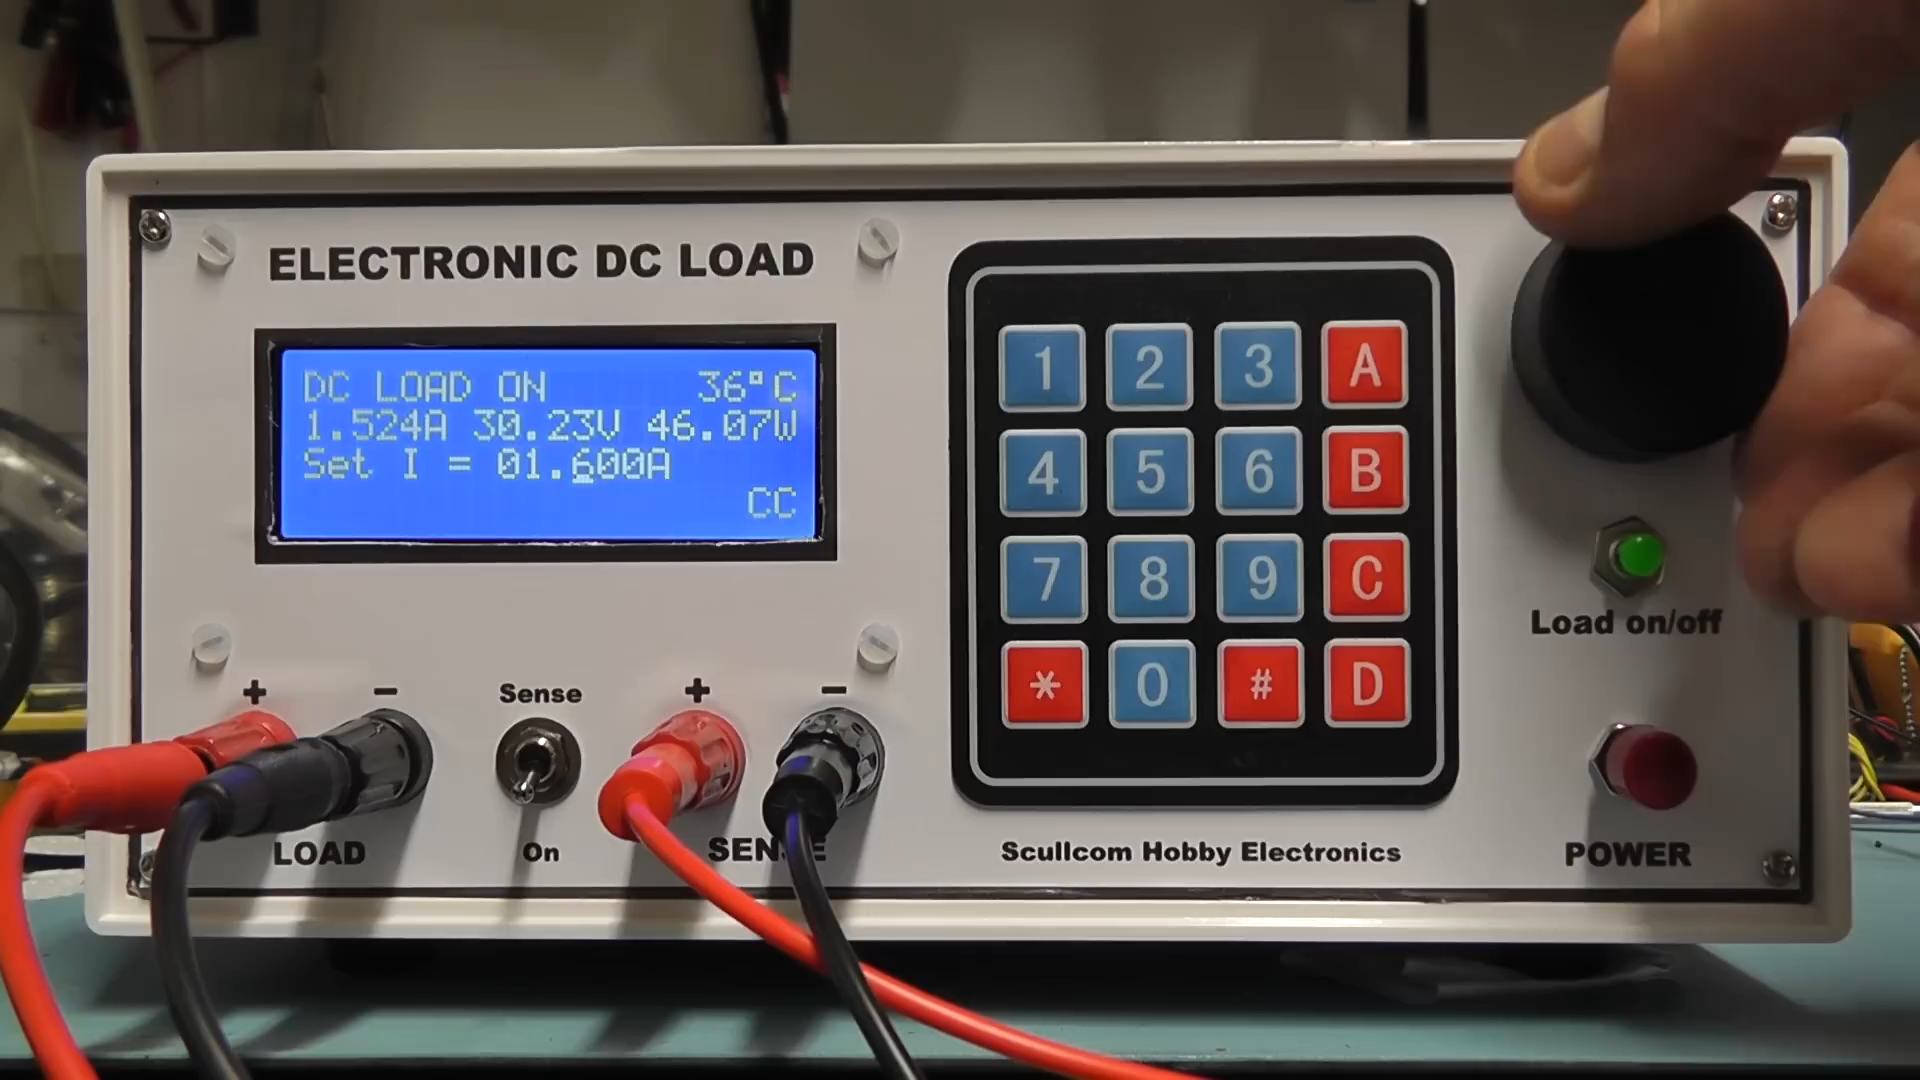 ELECTRONIC DC LOAD
DC LOAD ON 36°C
1.524A 30.23V 46.07W
Set I = 01.600A
CC
1 2 3 A
4 5 6 B
7 8 9 C
* 0 # D
Load on/off
+ - Sense + -
LOAD On SENSE
Scullcom Hobby Electronics
POWER